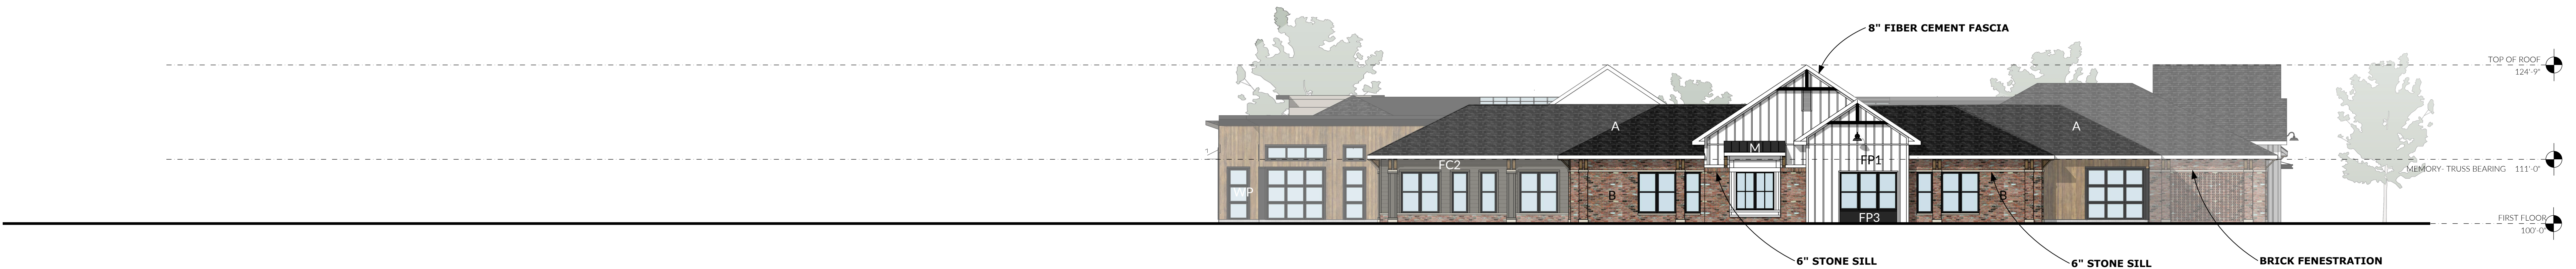 8" FIBER CEMENT FASCIA
TOP OF ROOF
124'-9"
A
A
M
FC2
FP1
MEMORY- TRUSS BEARING 111'-0"
WP
B
B
FP3
FIRST FLOOR
100'-0"
6" STONE SILL
6" STONE SILL
BRICK FENESTRATION